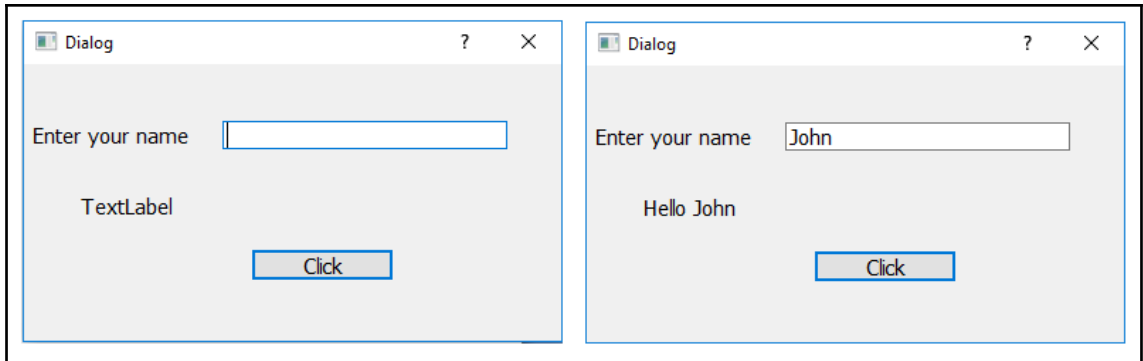 Dialog ?
Enter your name
TextLabel
Click
Dialog ?
Enter your name John
Hello John
Click